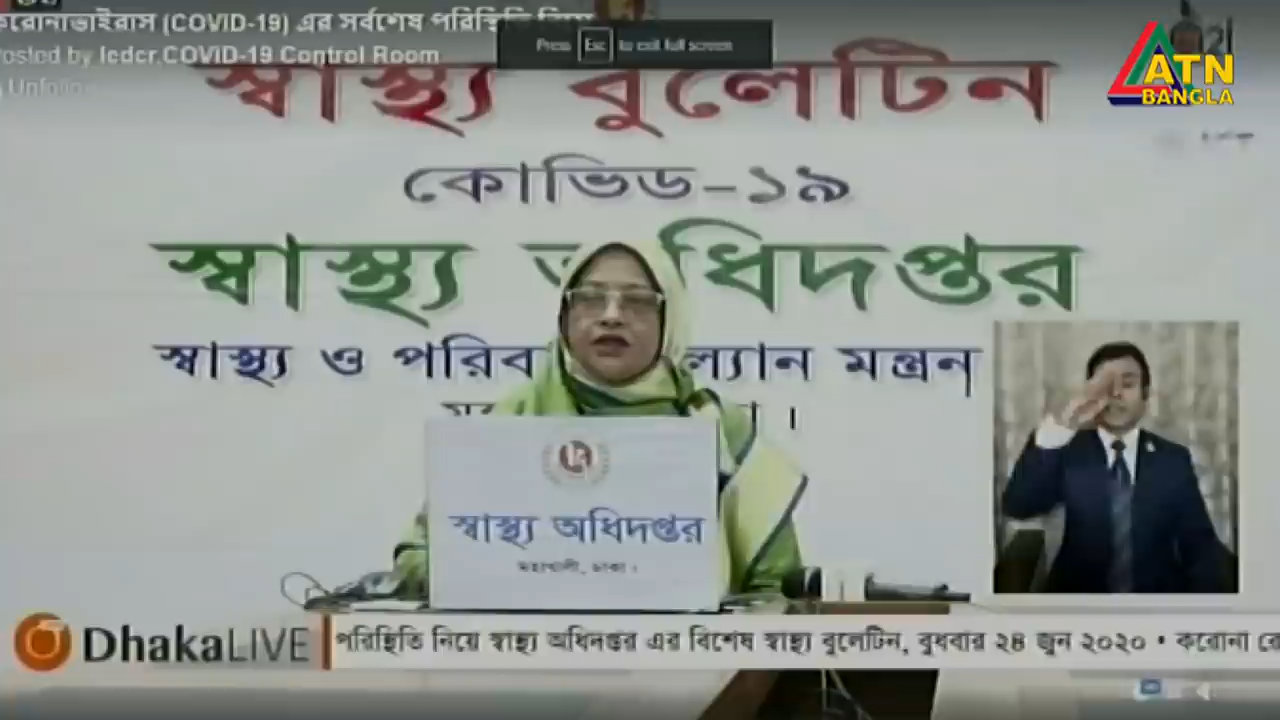 করোনাভাইরাস (COVID-19) এর সর্বশেষ পরিস্থিতি নিয়ে
Posted by Iedcr,COVID-19 Control Room
Press Esc to exit full screen
ATN
BANGLA
স্বাস্থ্য বুলেটিন
কোভিড-১৯
স্বাস্থ্য অধিদপ্তর
স্বাস্থ্য ও পরিব ল্যান মন্ত্রন
স্বাস্থ্য অধিদপ্তর
মহাখালী, ঢাকা।
DhakaLIVE
পরিস্থিতি নিয়ে স্বাস্থ্য অধিদপ্তর এর বিশেষ স্বাস্থ্য বুলেটিন, বুধবার ২৪ জুন ২০২০ • করোনা